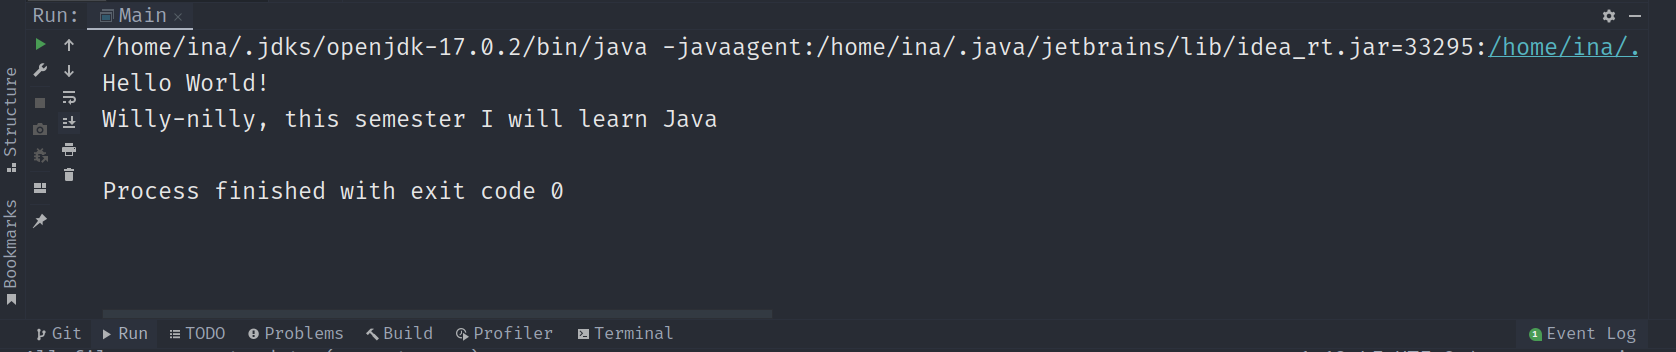 Run: Main
/home/ina/.jdks/openjdk-17.0.2/bin/java -javaagent:/home/ina/.java/jetbrains/lib/idea_rt.jar=33295:/home/ina/.
Hello World!
Willy-nilly, this semester I will learn Java
Process finished with exit code 0
Structure
Bookmarks
Git Run TODO Problems Build Profiler Terminal 1 Event Log